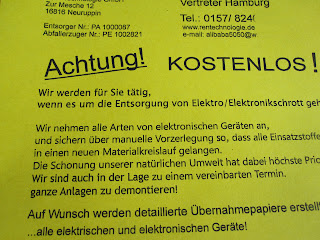 Zur Mesche 12
16816 Neuruppin
Entsorger Nr.: PA 1000067
Abfallerzuger Nr.: PE 1002821
Vertreter Hamburg
Tel.: 0157/ 824
www.rentechnologie.de
e-mail: alibaba5050@w
Achtung! KOSTENLOS !
Wir werden für Sie tätig,
wenn es um die Entsorgung von Elektro/Elektronikschrott geh
Wir nehmen alle Arten von elektronischen Geräten an,
und sichern über manuelle Vorzerlegung so, dass alle Einsatzstoffe
in einen neuen Materialkreislauf gelangen.
Die Schonung unserer natürlichen Umwelt hat dabei höchste Prio
Wir sind auch in der Lage zu einem vereinbarten Termin.
ganze Anlagen zu demontieren!
Auf Wunsch werden detaillierte Übernahmepapiere erstellt
...alle elektrischen und elektronischen Geräte!